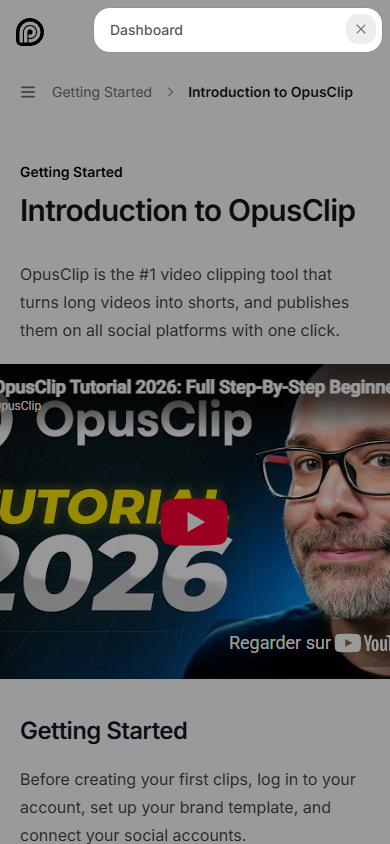 Dashboard
Getting Started
Introduction to OpusClip
Getting Started
Introduction to OpusClip
OpusClip is the #1 video clipping tool that
turns long videos into shorts, and publishes
them on all social platforms with one click.
OpusClip Tutorial 2026: Full Step-By-Step Beginne
OpusClip
OpusClip
TUTORIAL
2026
Regarder sur YouT
Getting Started
Before creating your first clips, log in to your
account, set up your brand template, and
connect your social accounts.